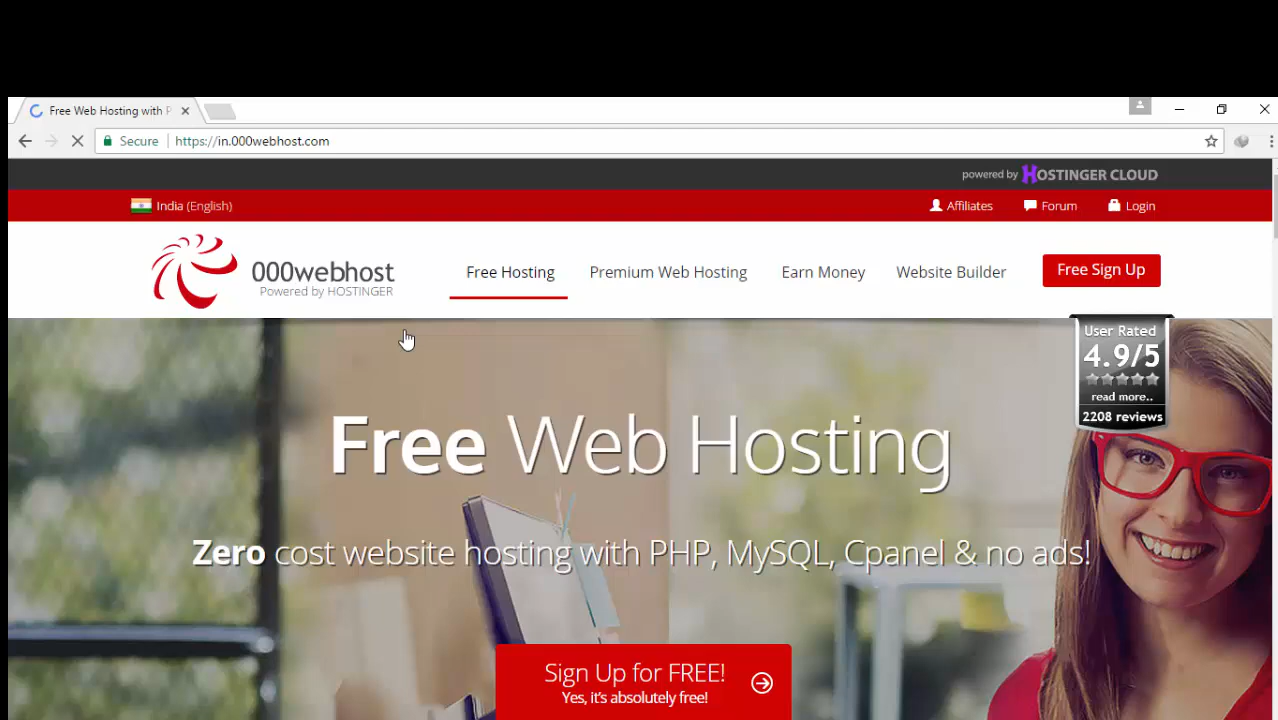 Free Web Hosting with P
Secure
https://in.000webhost.com
powered by HOSTINGER CLOUD
India (English)
Affiliates
Forum
Login
000webhost
Powered by HOSTINGER
Free Hosting
Premium Web Hosting
Earn Money
Website Builder
Free Sign Up
User Rated
4.9/5
read more..
2208 reviews
Free Web Hosting
Zero cost website hosting with PHP, MySQL, Cpanel & no ads!
Sign Up for FREE!
Yes, it's absolutely free!